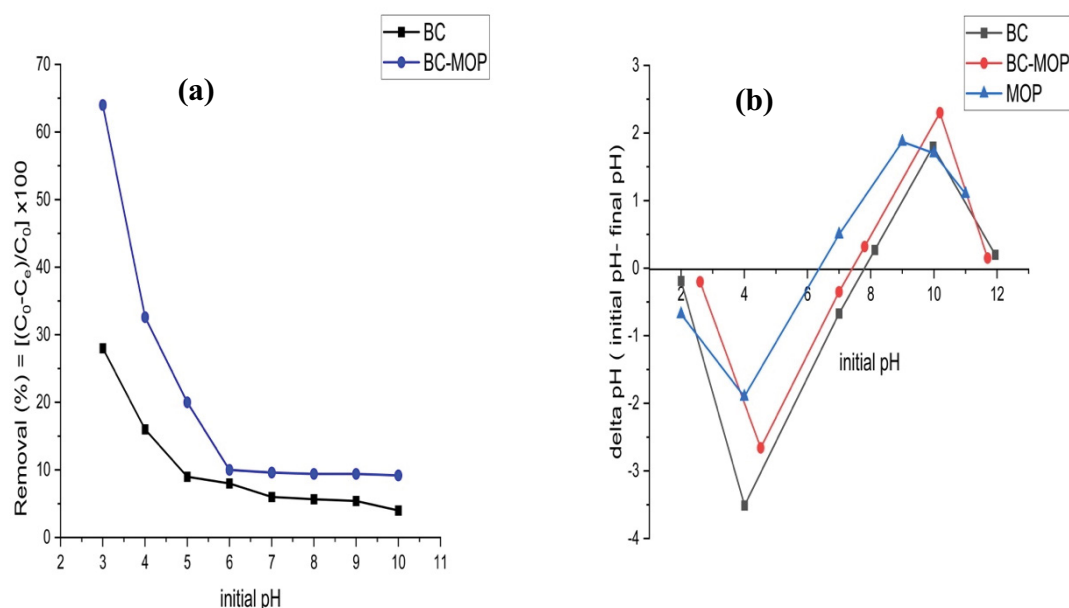 BC
BC-MOP
(a)
Removal (%) = [(C₀-Cₑ)/C₀] x100
70
60
50
40
30
20
10
0
2 3 4 5 6 7 8 9 10 11
initial pH
BC
BC-MOP
MOP
(b)
delta pH ( initial pH- final pH)
3
2
1
0
-1
-2
-3
-4
2 4 6 8 10 12
initial pH